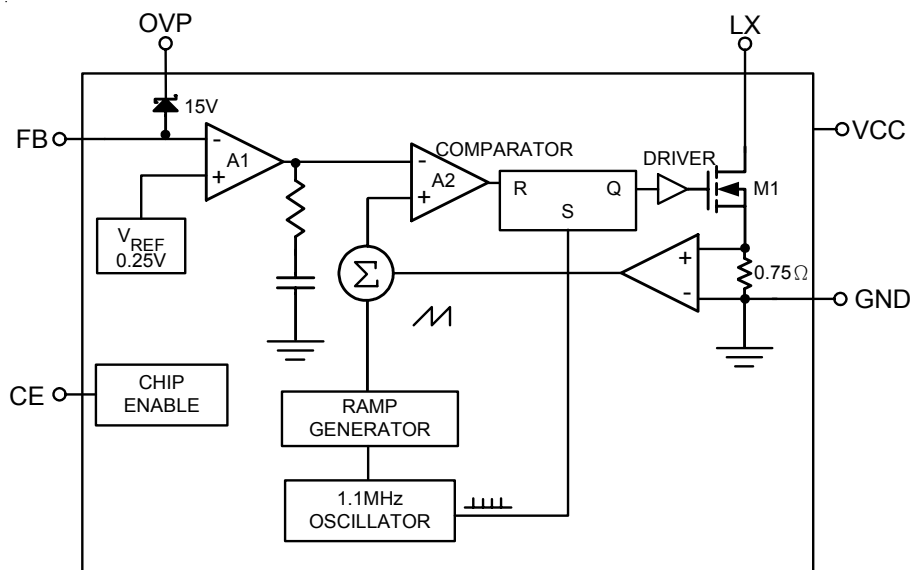 OVP
LX
15V
FB
-
A1
+
COMPARATOR
-
A2
+
DRIVER
VCC
R
Q
S
M1
V_REF
0.25V
Σ
+
-
0.75Ω
GND
CE
CHIP
ENABLE
RAMP
GENERATOR
1.1MHz
OSCILLATOR